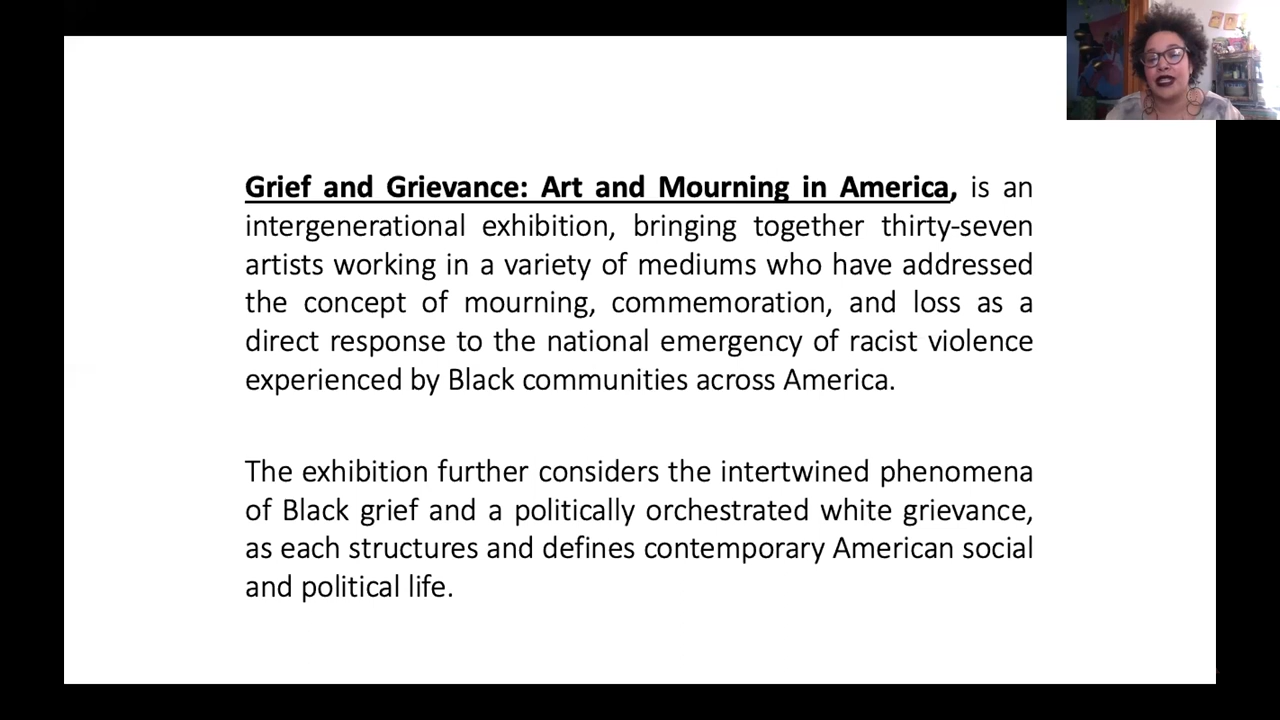 Grief and Grievance: Art and Mourning in America, is an
intergenerational exhibition, bringing together thirty-seven
artists working in a variety of mediums who have addressed
the concept of mourning, commemoration, and loss as a
direct response to the national emergency of racist violence
experienced by Black communities across America.
The exhibition further considers the intertwined phenomena
of Black grief and a politically orchestrated white grievance,
as each structures and defines contemporary American social
and political life.